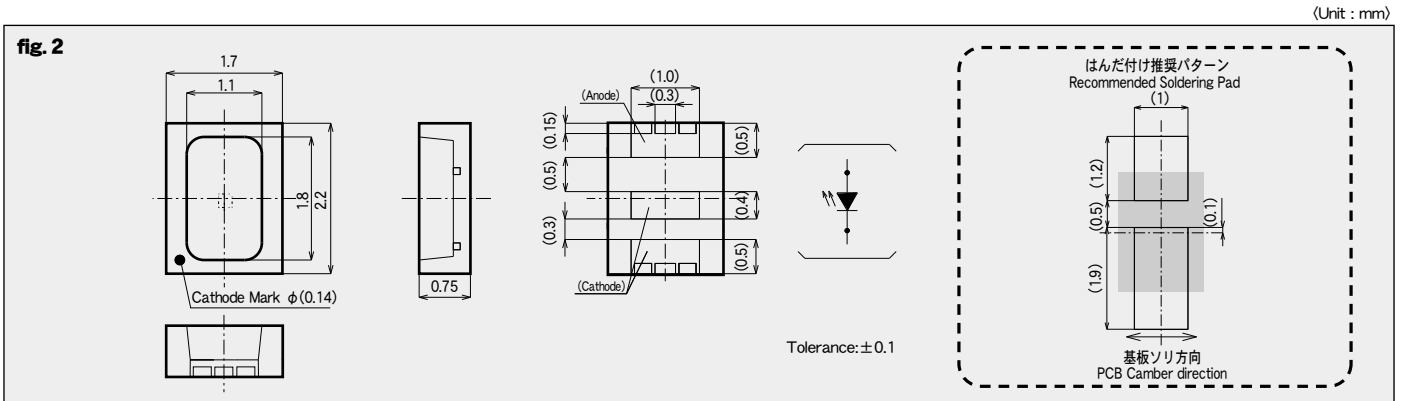 〈Unit : mm〉
fig. 2
1.7
1.1
1.8
2.2
Cathode Mark φ(0.14)
0.75
(1.0)
(0.3)
(Anode)
(0.15)
(0.5)
(0.5)
(0.4)
(0.3)
(0.5)
(Cathode)
Tolerance:±0.1
はんだ付け推奨パターン
Recommended Soldering Pad
(1)
(1.2)
(0.5)
(0.1)
(1.9)
基板ソリ方向
PCB Camber direction